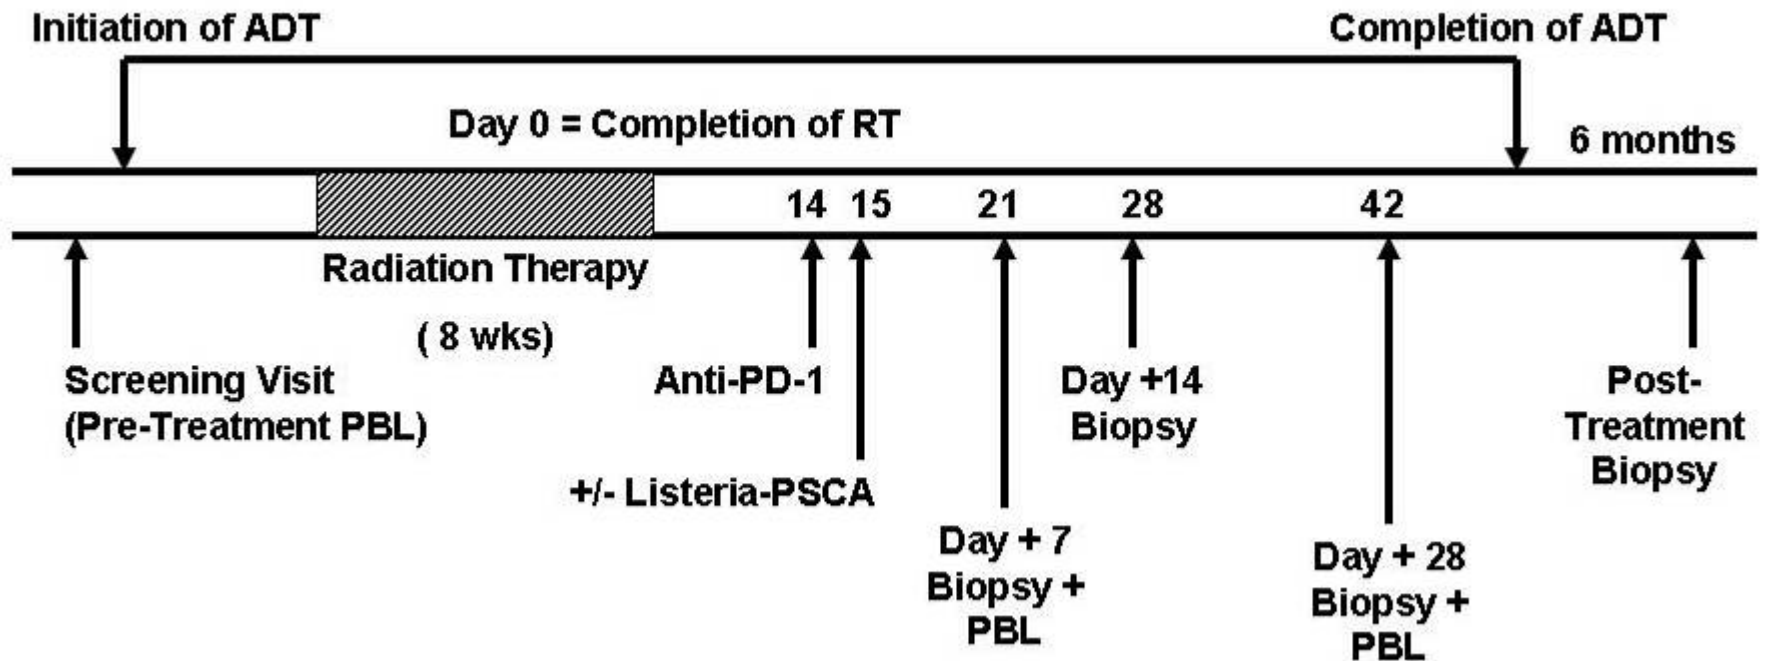 Initiation of ADT
Completion of ADT
Day 0 = Completion of RT
6 months
14 15 21 28 42
Radiation Therapy
( 8 wks)
Screening Visit
(Pre-Treatment PBL)
Anti-PD-1
+/- Listeria-PSCA
Day + 7
Biopsy +
PBL
Day +14
Biopsy
Day + 28
Biopsy +
PBL
Post-
Treatment
Biopsy